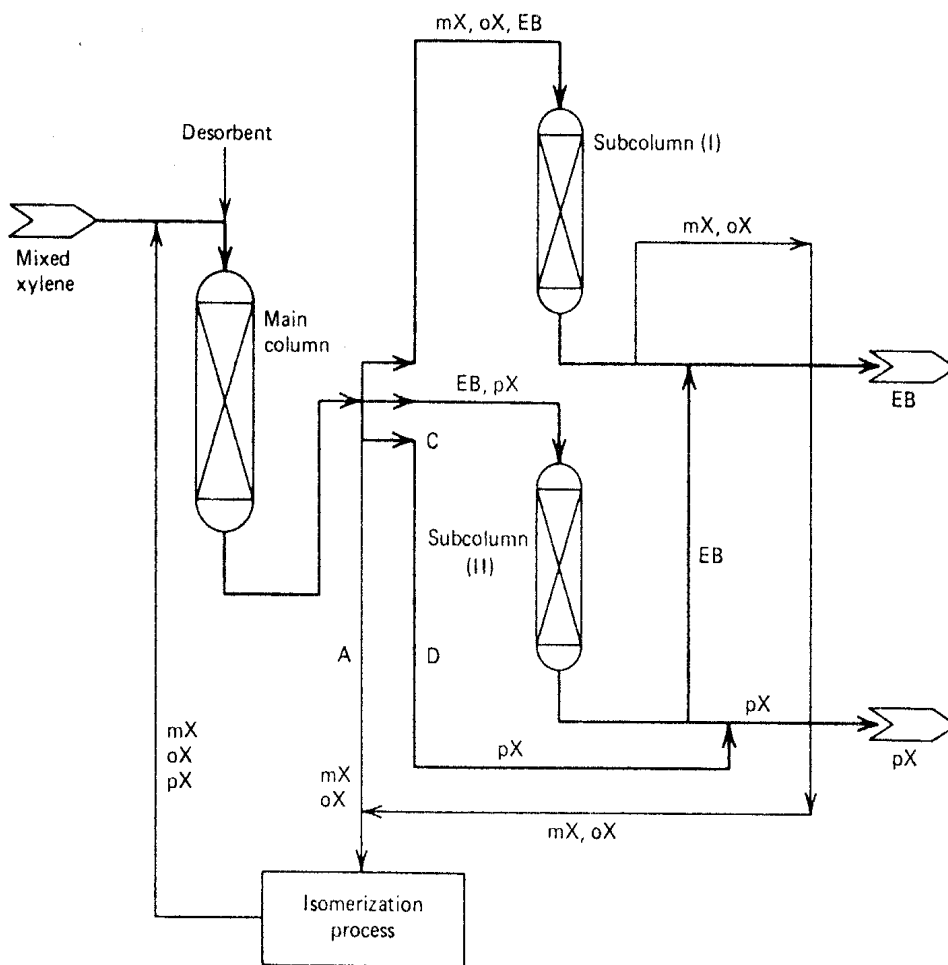 mX, oX, EB
Desorbent
Subcolumn (I)
mX, oX
Mixed
xylene
Main
column
EB, pX
EB
C
Subcolumn
(II)
EB
A
D
pX
pX
mX
oX
pX
pX
mX
oX
mX, oX
Isomerization
process